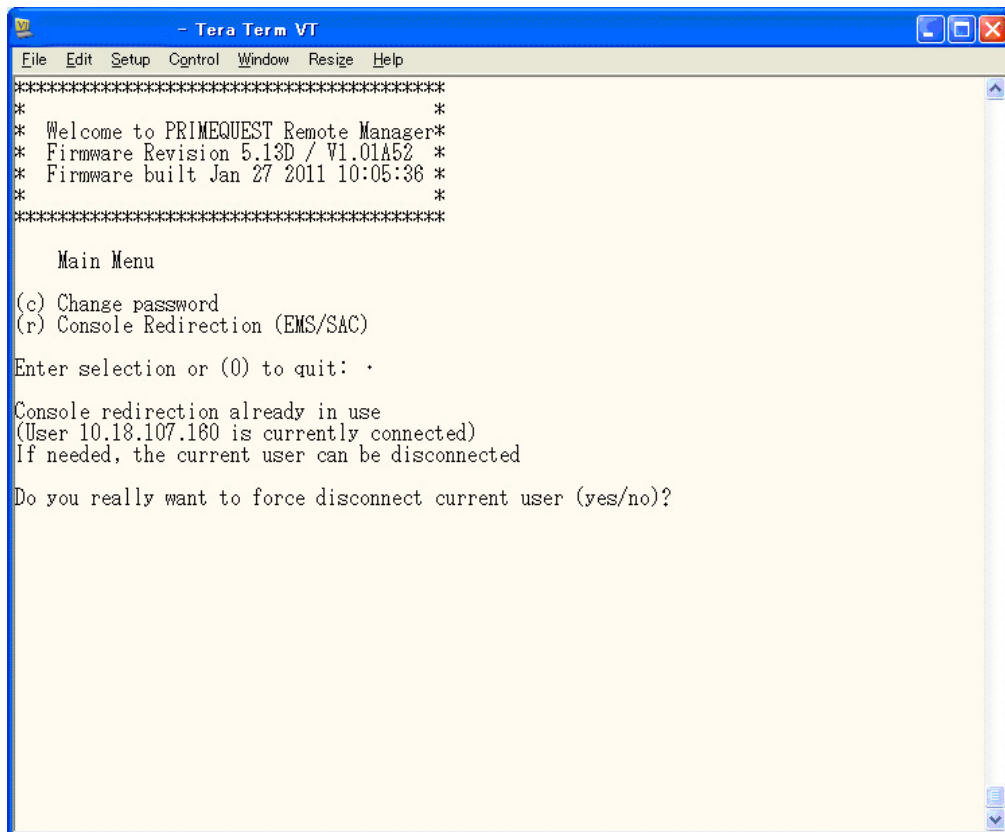 - Tera Term VT
File Edit Setup Control Window Resize Help
*****************************************
*                                       *
*  Welcome to PRIMEQUEST Remote Manager*
*  Firmware Revision 5.13D / V1.01A52  *
*  Firmware built Jan 27 2011 10:05:36 *
*                                       *
*****************************************
Main Menu
(c) Change password
(r) Console Redirection (EMS/SAC)
Enter selection or (0) to quit: ·
Console redirection already in use
(User 10.18.107.160 is currently connected)
If needed, the current user can be disconnected
Do you really want to force disconnect current user (yes/no)?